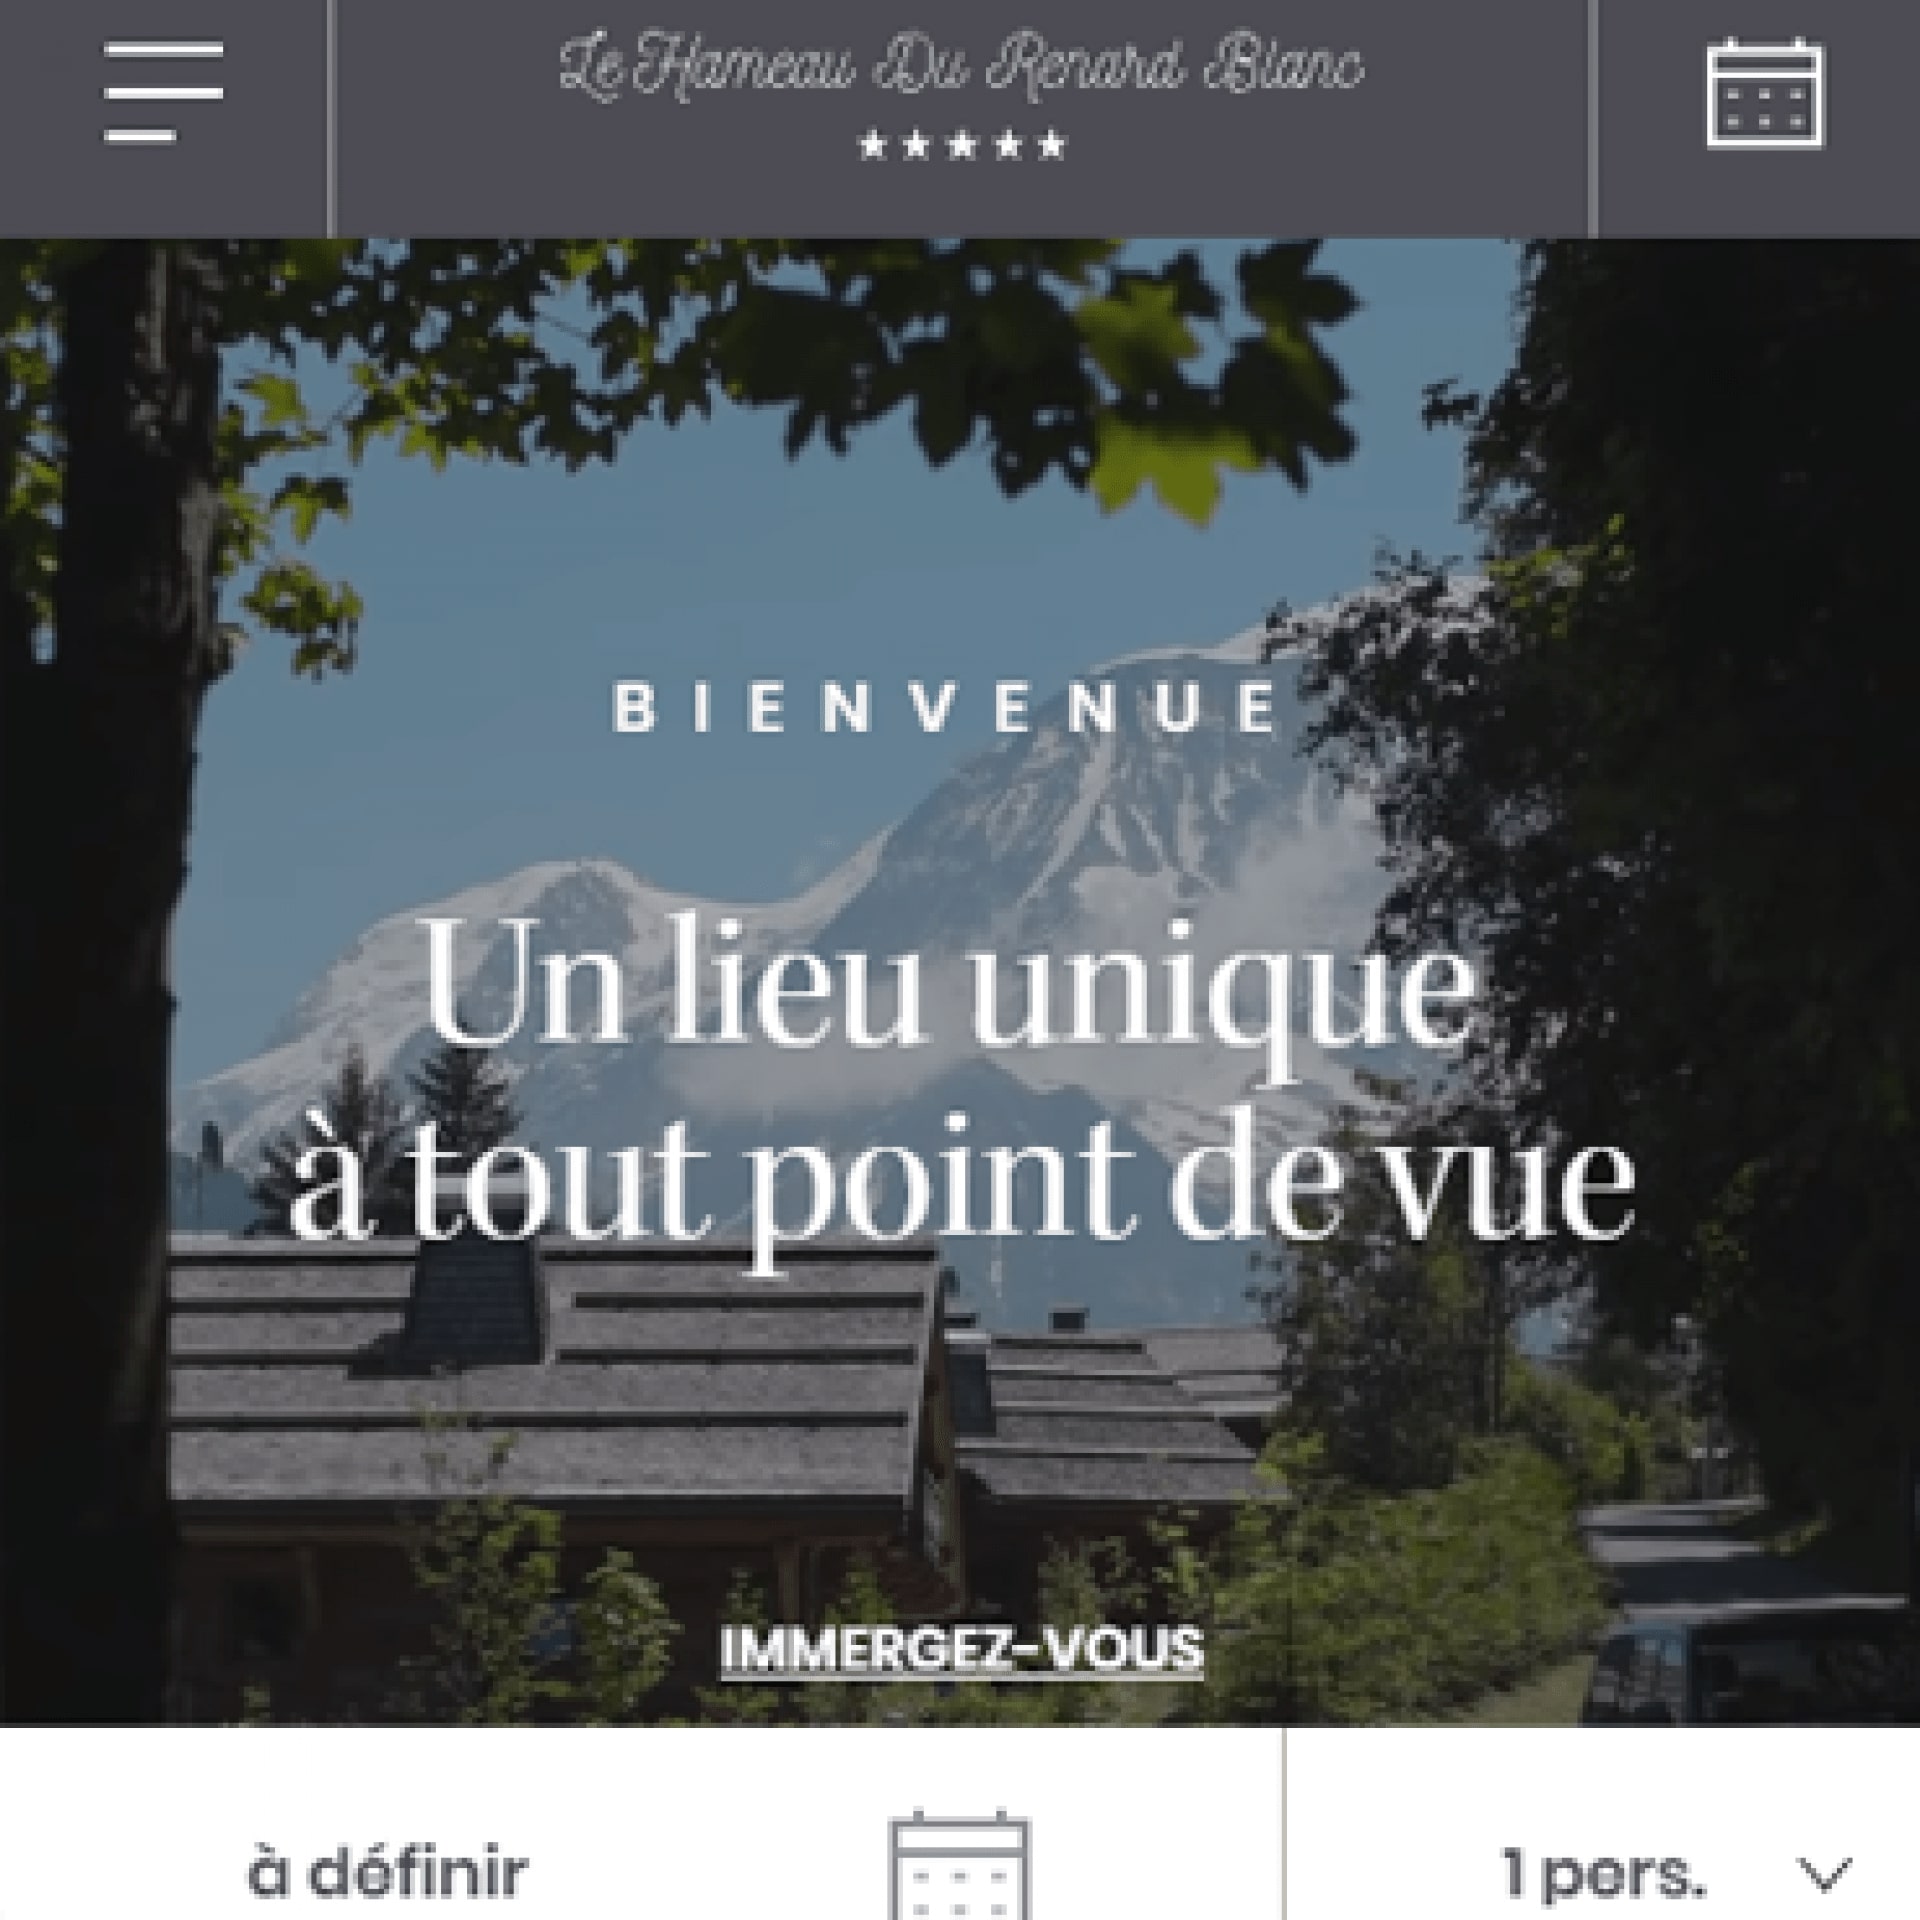 Le Hameau Du Renard Blanc
★★★★★
BIENVENUE
Un lieu unique
à tout point de vue
IMMERGEZ-VOUS
à définir
1 pers.